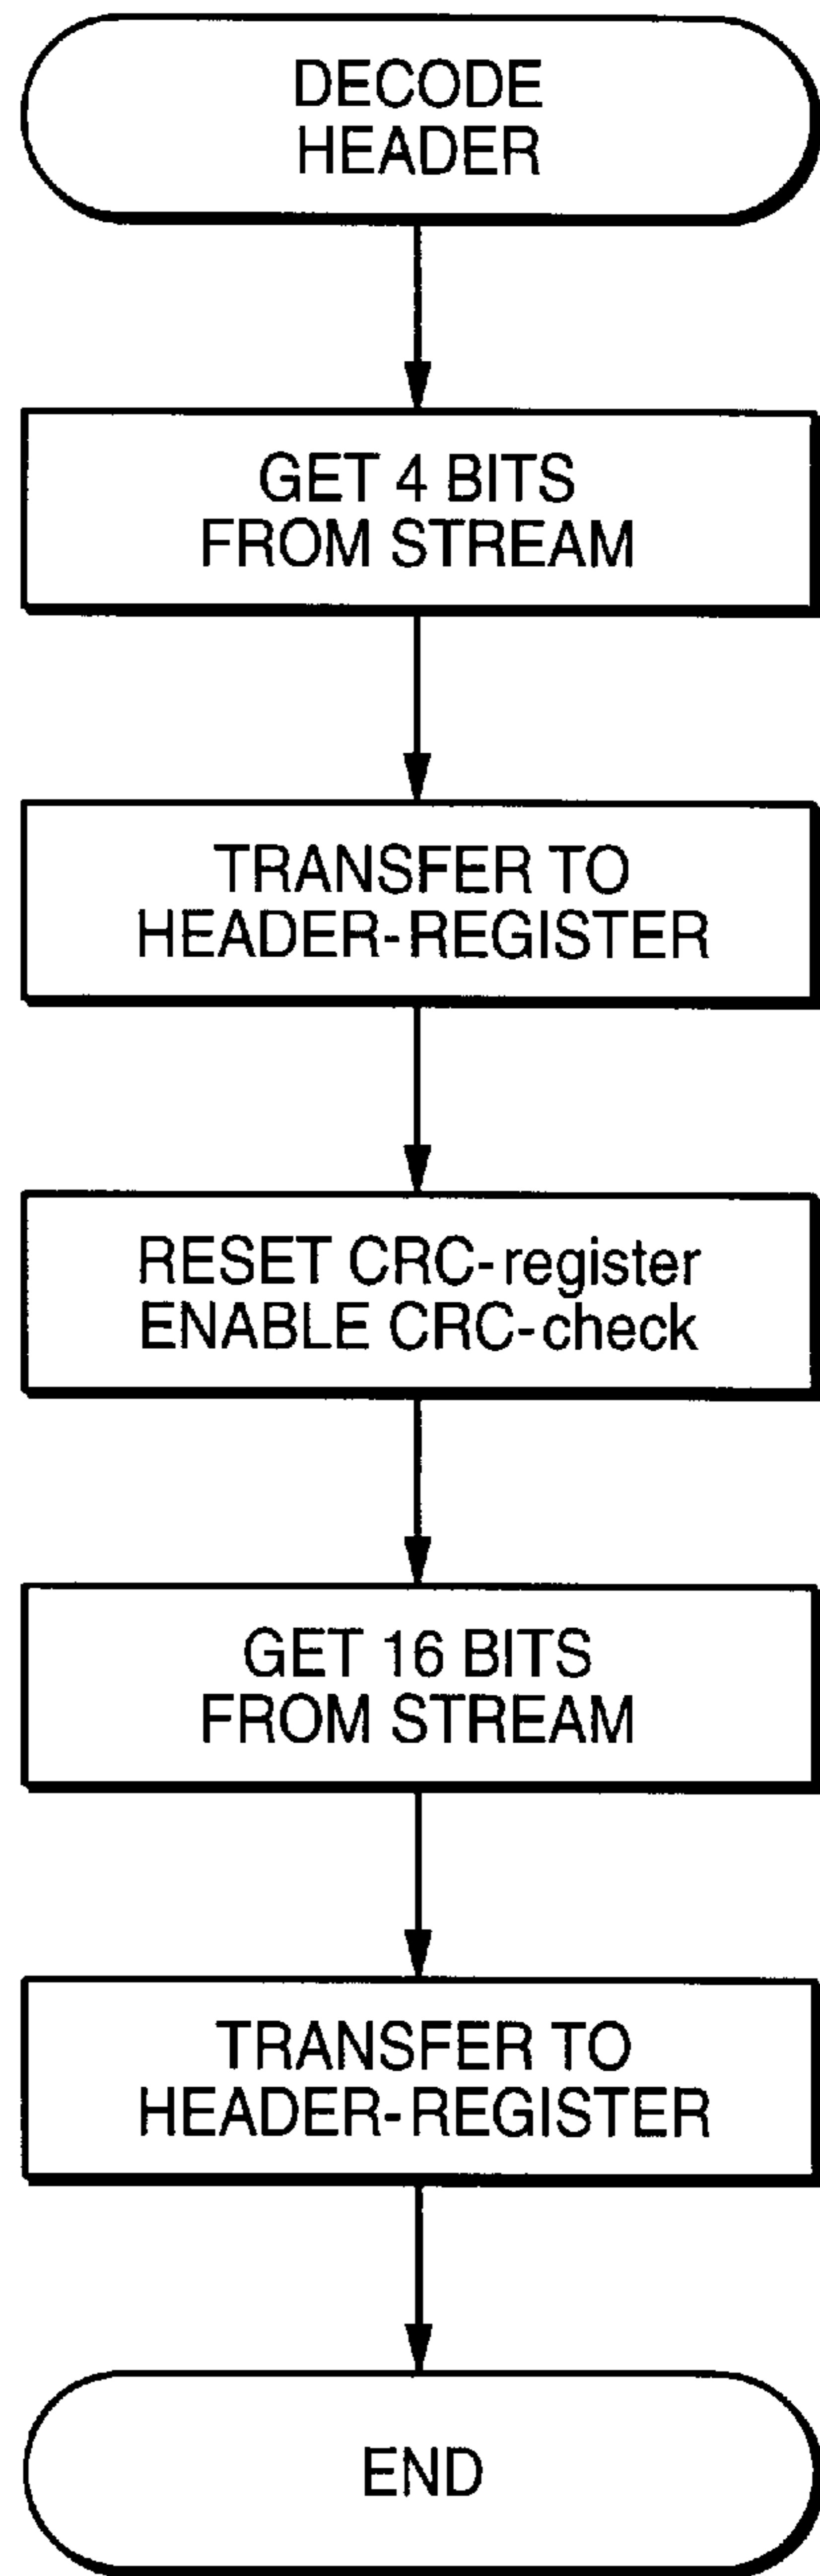 DECODE
HEADER
GET 4 BITS
FROM STREAM
TRANSFER TO
HEADER-REGISTER
RESET CRC-register
ENABLE CRC-check
GET 16 BITS
FROM STREAM
TRANSFER TO
HEADER-REGISTER
END